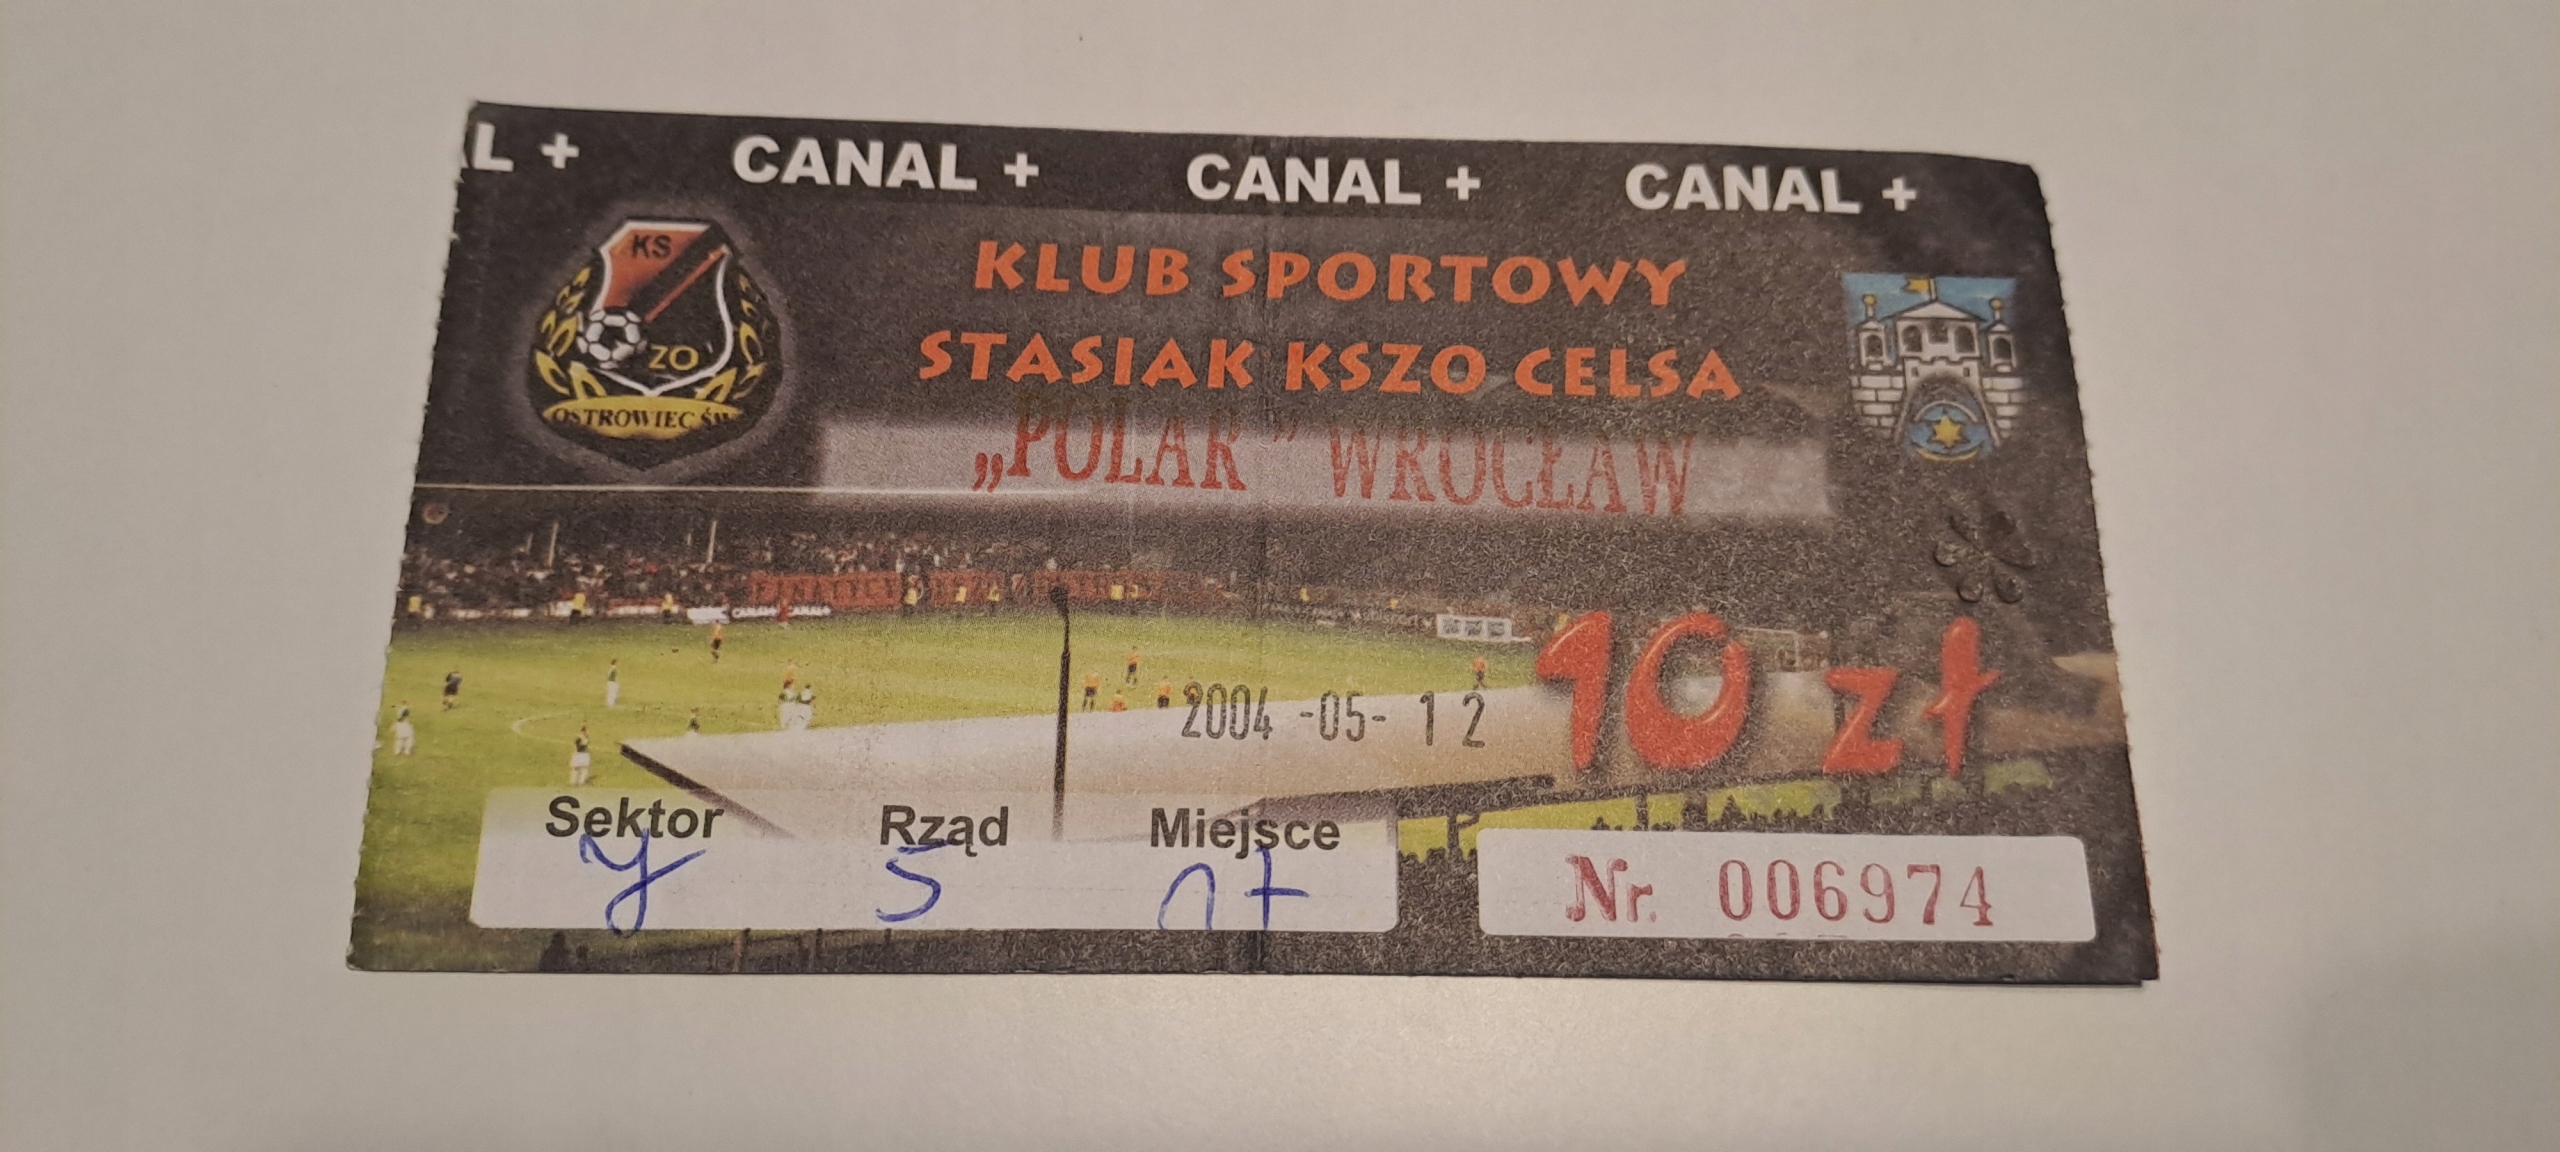 L + CANAL + CANAL + CANAL +
KS
ZO
OSTROWIEC ŚW
KLUB SPORTOWY
STASIAK KSZO CELSA
„POLAR” WROCŁAW
2004 -05- 12
10 zł
Sektor Rząd Miejsce
y 5 17
Nr. 006974